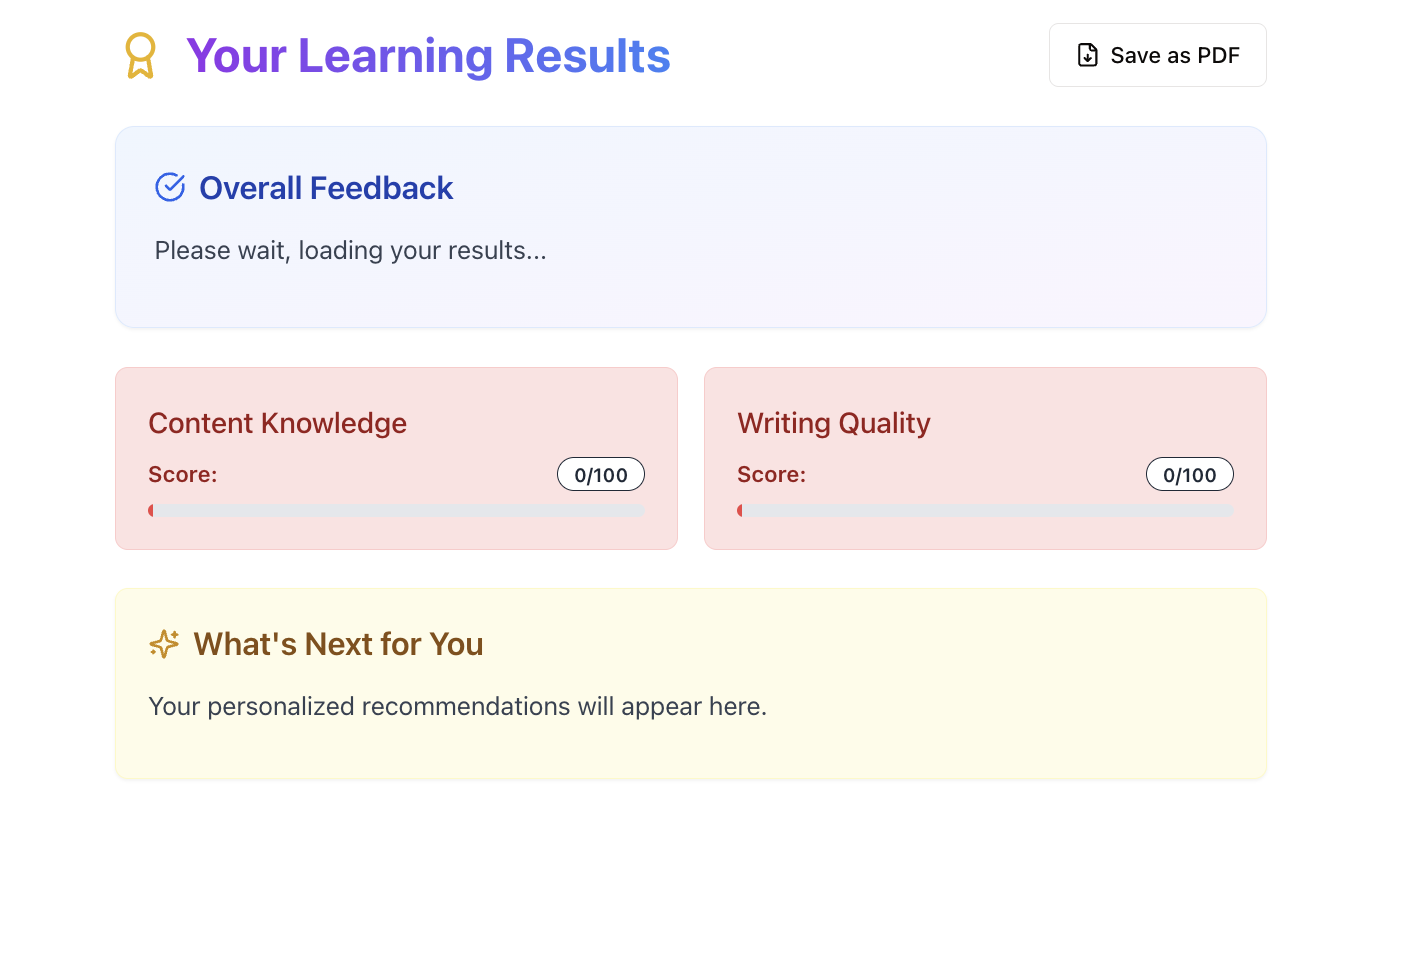 Your Learning Results
Save as PDF
Overall Feedback
Please wait, loading your results...
Content Knowledge
Score:
0/100
Writing Quality
Score:
0/100
What's Next for You
Your personalized recommendations will appear here.